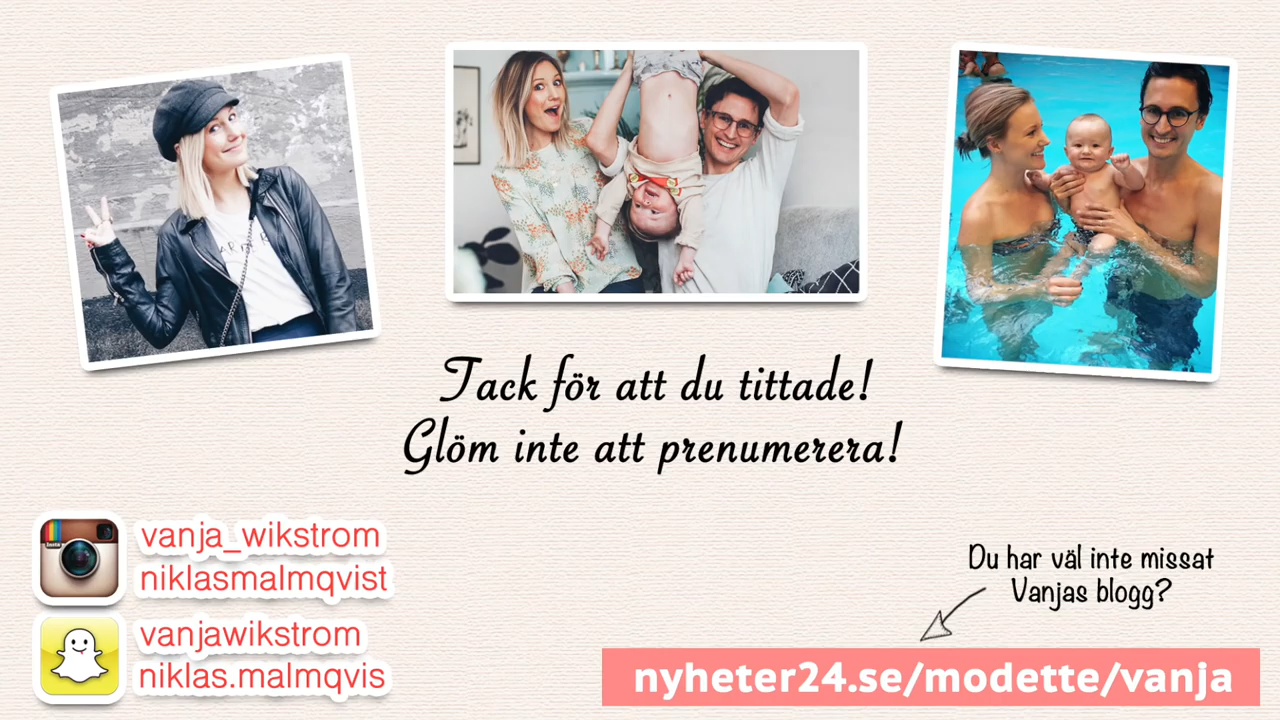 Tack för att du tittade!
Glöm inte att prenumerera!
vanja_wikstrom
niklasmalmqvist
vanjawikstrom
niklas.malmqvis
Du har väl inte missat
Vanjas blogg?
nyheter24.se/modette/vanja
Insta